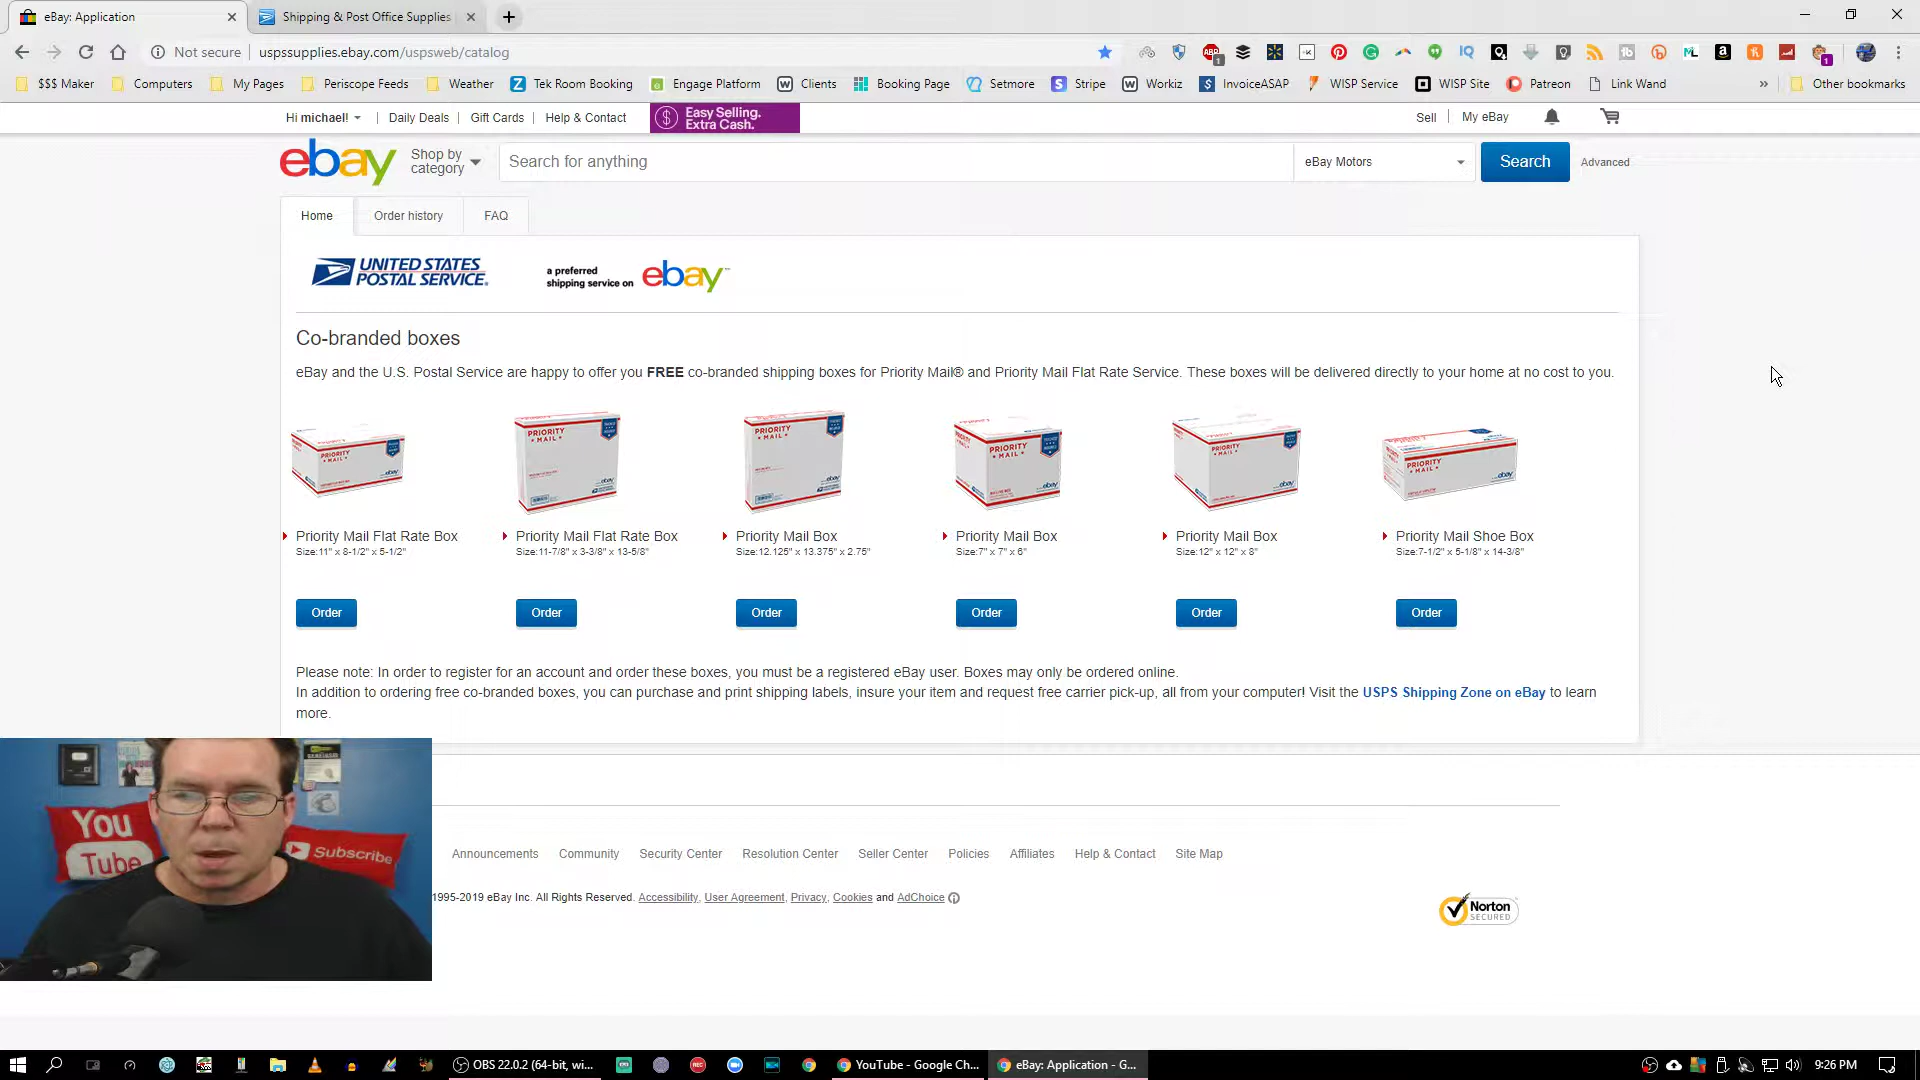 eBay: Application
Shipping & Post Office Supplies
Not secure
uspssupplies.ebay.com/uspsweb/catalog
$$$ Maker
Computers
My Pages
Periscope Feeds
Weather
Tek Room Booking
Engage Platform
Clients
Booking Page
Setmore
Stripe
Workiz
InvoiceASAP
WISP Service
WISP Site
Patreon
Link Wand
Other bookmarks
Hi michael!
Daily Deals
Gift Cards
Help & Contact
Easy Selling.
Extra Cash.
Sell
My eBay
ebay
Shop by
category
Search for anything
eBay Motors
Search
Advanced
Home
Order history
FAQ
UNITED STATES
POSTAL SERVICE.
a preferred
shipping service on
ebay™
Co-branded boxes
eBay and the U.S. Postal Service are happy to offer you FREE co-branded shipping boxes for Priority Mail® and Priority Mail Flat Rate Service. These boxes will be delivered directly to your home at no cost to you.
PRIORITY
MAIL
PRIORITY
MAIL
PRIORITY
MAIL
PRIORITY
MAIL
PRIORITY
MAIL
PRIORITY
MAIL
Priority Mail Flat Rate Box
Size:11" x 8-1/2" x 5-1/2"
Order
Priority Mail Flat Rate Box
Size:11-7/8" x 3-3/8" x 13-5/8"
Order
Priority Mail Box
Size:12.125" x 13.375" x 2.75"
Order
Priority Mail Box
Size:7" x 7" x 6"
Order
Priority Mail Box
Size:12" x 12" x 8"
Order
Priority Mail Shoe Box
Size:7-1/2" x 5-1/8" x 14-3/8"
Order
Please note: In order to register for an account and order these boxes, you must be a registered eBay user. Boxes may only be ordered online.
In addition to ordering free co-branded boxes, you can purchase and print shipping labels, insure your item and request free carrier pick-up, all from your computer! Visit the USPS Shipping Zone on eBay to learn
more.
You
Tube
Subscribe
Announcements
Community
Security Center
Resolution Center
Seller Center
Policies
Affiliates
Help & Contact
Site Map
1995-2019 eBay Inc. All Rights Reserved. Accessibility, User Agreement, Privacy, Cookies and AdChoice
Norton
SECURED
OBS 22.0.2 (64-bit, wi...
YouTube - Google Ch...
eBay: Application - G...
9:26 PM